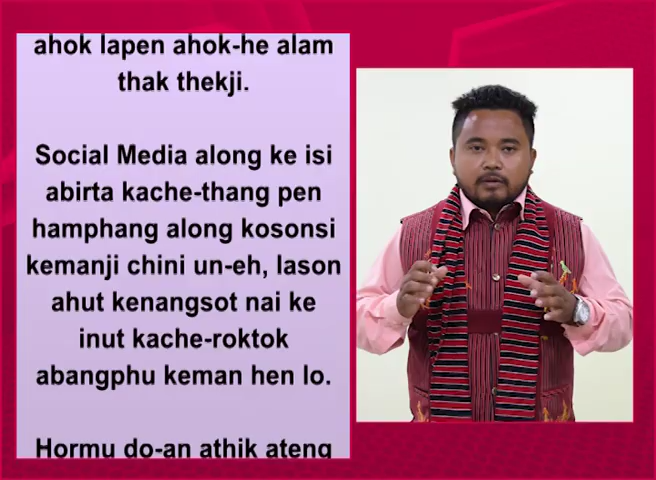 ahok lapen ahok-he alam
thak thekji.
Social Media along ke isi
abirta kache-thang pen
hamphang along kosonsi
kemanji chini un-eh, lason
ahut kenangsot nai ke
inut kache-roktok
abangphu keman hen lo.
Hormu do-an athik ateng